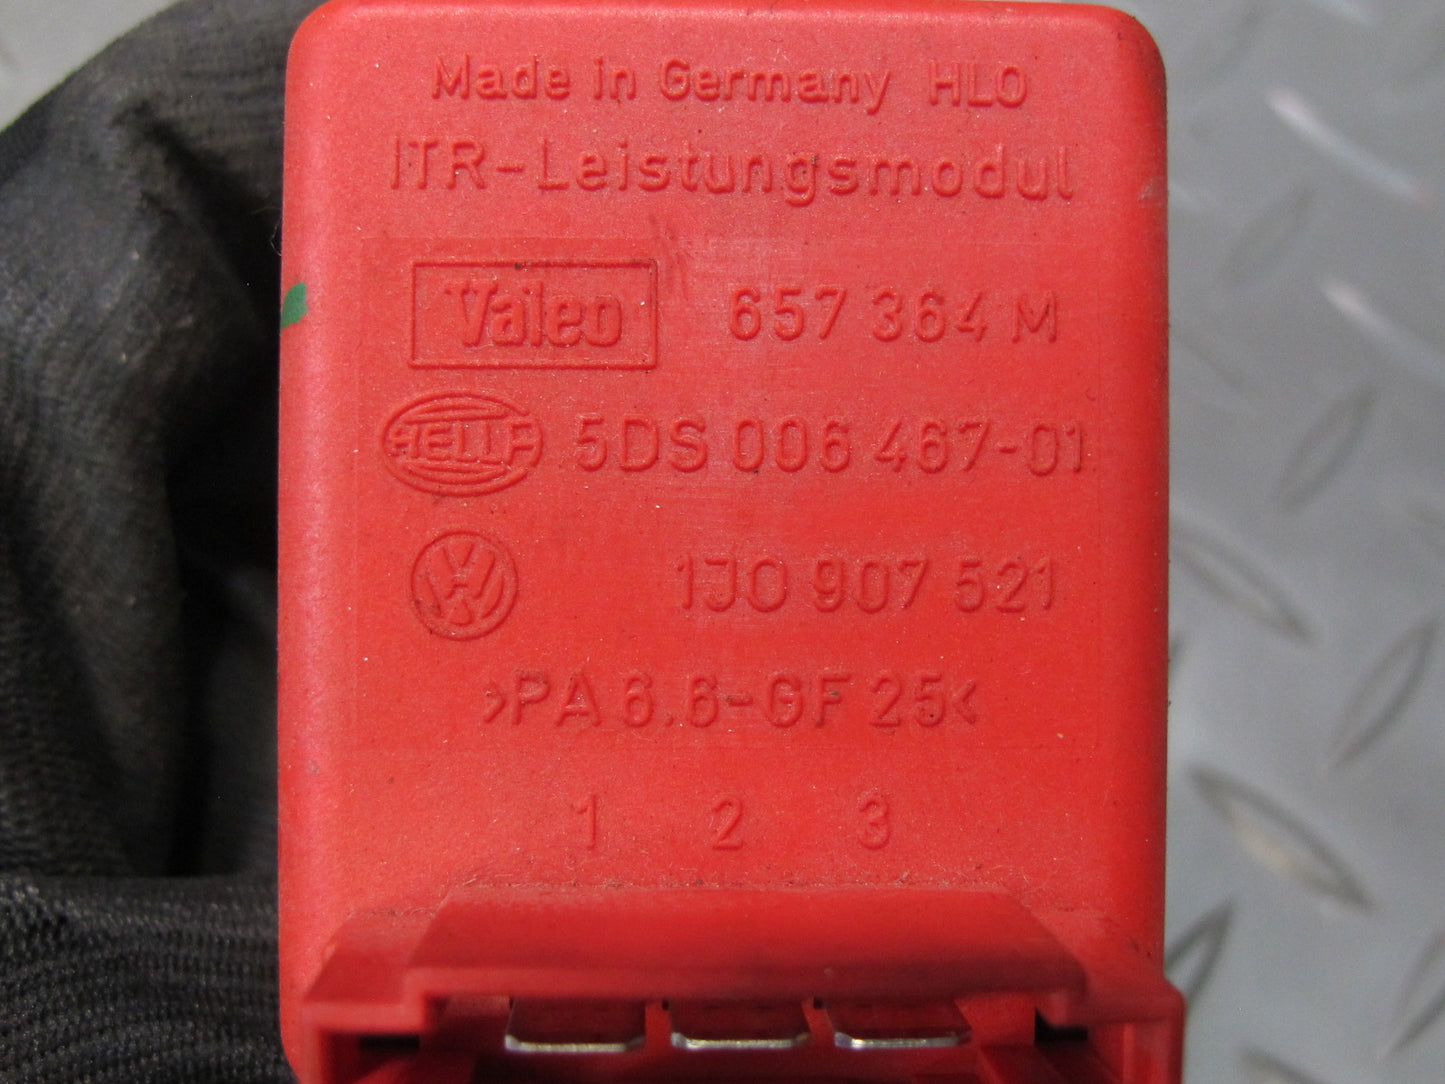 Made in Germany HLO
ITR-Leistungsmodul
Valeo 657 364 M
HELLA 5DS 006 467-01
VW 1J0 907 521
>PA 6.6-GF 25<
1 2 3